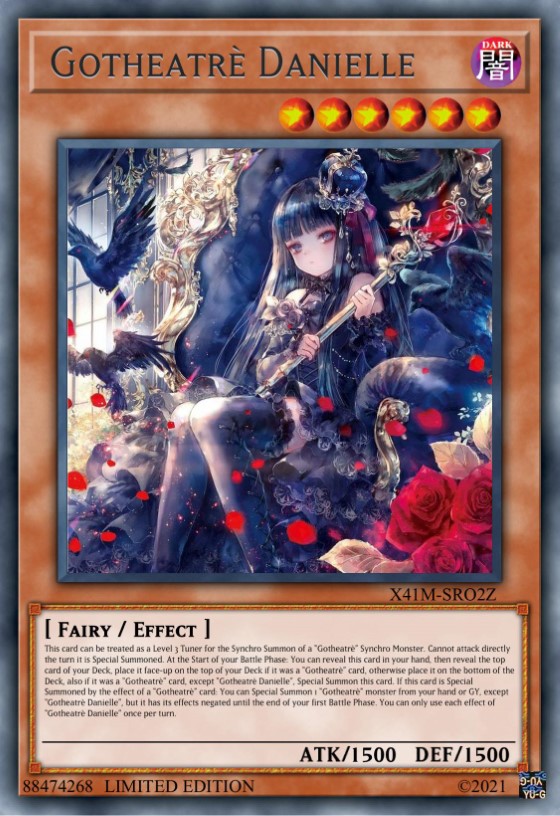 Gotheatrè Danielle
DARK
闇
X41M-SRO2Z
[ Fairy / Effect ]
This card can be treated as a Level 3 Tuner for the Synchro Summon of a "Gotheatrè" Synchro Monster. Cannot attack directly
the turn it is Special Summoned. At the Start of your Battle Phase: You can reveal this card in your hand, then reveal the top
card of your Deck, place it face-up on the top of your Deck if it was a "Gotheatrè" card, otherwise place it on the bottom of the
Deck, also if it was a "Gotheatrè" card, except "Gotheatrè Danielle", Special Summon this card. If this card is Special
Summoned by the effect of a "Gotheatrè" card: You can Special Summon 1 "Gotheatrè" monster from your hand or GY, except
"Gotheatrè Danielle", but it has its effects negated until the end of your first Battle Phase. You can only use each effect of
"Gotheatrè Danielle" once per turn.
ATK/1500 DEF/1500
88474268 LIMITED EDITION ©2021